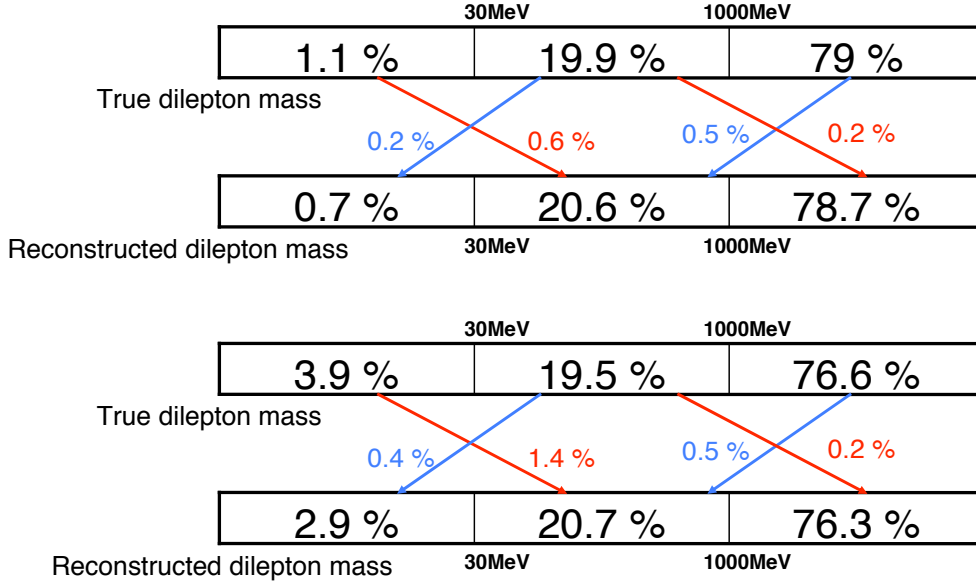 30MeV 1000MeV
1.1 % 19.9 % 79 %
True dilepton mass
0.2 % 0.6 % 0.5 % 0.2 %
0.7 % 20.6 % 78.7 %
Reconstructed dilepton mass 30MeV 1000MeV
30MeV 1000MeV
3.9 % 19.5 % 76.6 %
True dilepton mass
0.4 % 1.4 % 0.5 % 0.2 %
2.9 % 20.7 % 76.3 %
Reconstructed dilepton mass 30MeV 1000MeV